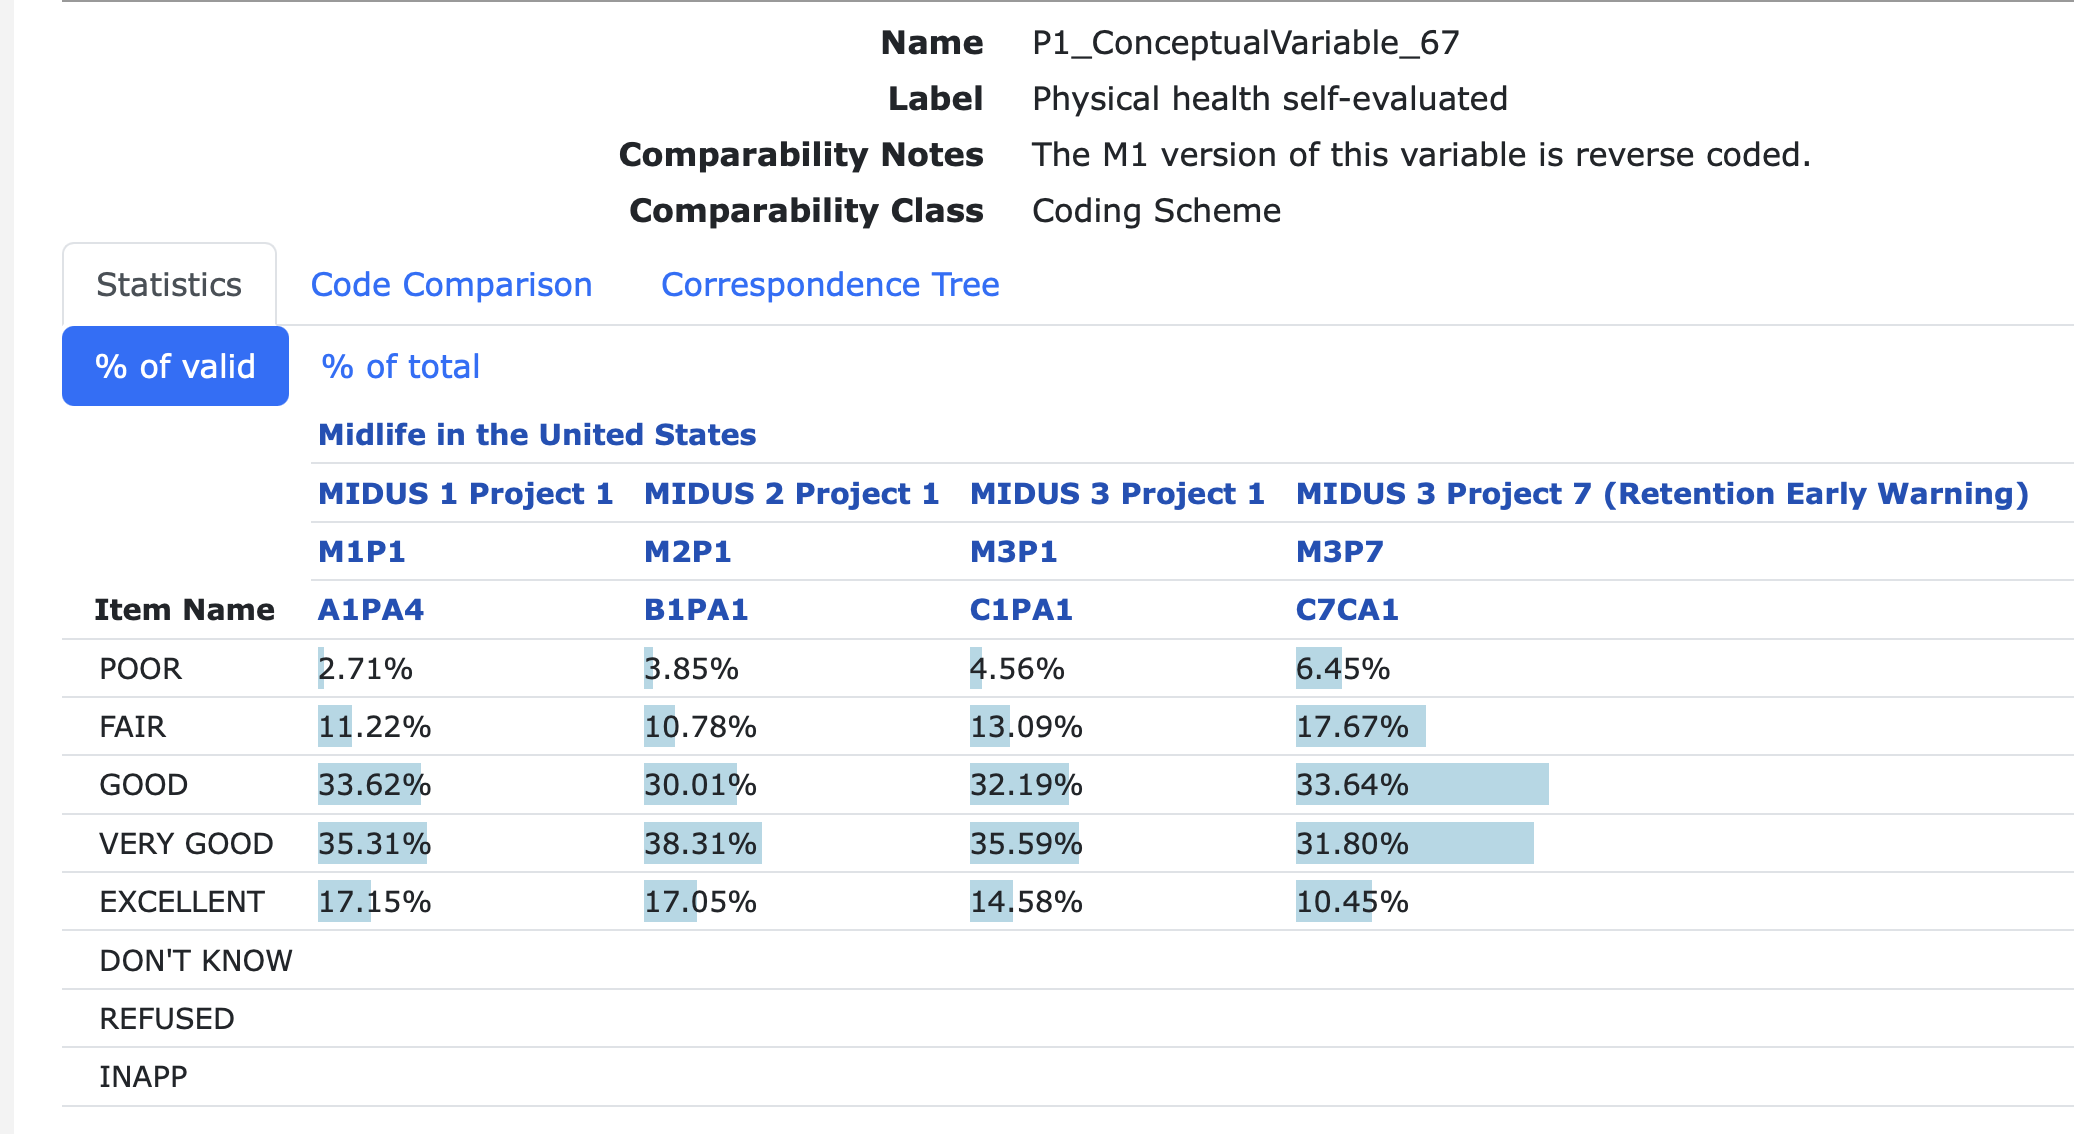 Name P1_ConceptualVariable_67
Label Physical health self-evaluated
Comparability Notes The M1 version of this variable is reverse coded.
Comparability Class Coding Scheme
Statistics Code Comparison Correspondence Tree
% of valid % of total
Midlife in the United States
MIDUS 1 Project 1 MIDUS 2 Project 1 MIDUS 3 Project 1 MIDUS 3 Project 7 (Retention Early Warning)
M1P1 M2P1 M3P1 M3P7
Item Name A1PA4 B1PA1 C1PA1 C7CA1
POOR 2.71% 3.85% 4.56% 6.45%
FAIR 11.22% 10.78% 13.09% 17.67%
GOOD 33.62% 30.01% 32.19% 33.64%
VERY GOOD 35.31% 38.31% 35.59% 31.80%
EXCELLENT 17.15% 17.05% 14.58% 10.45%
DON'T KNOW
REFUSED
INAPP